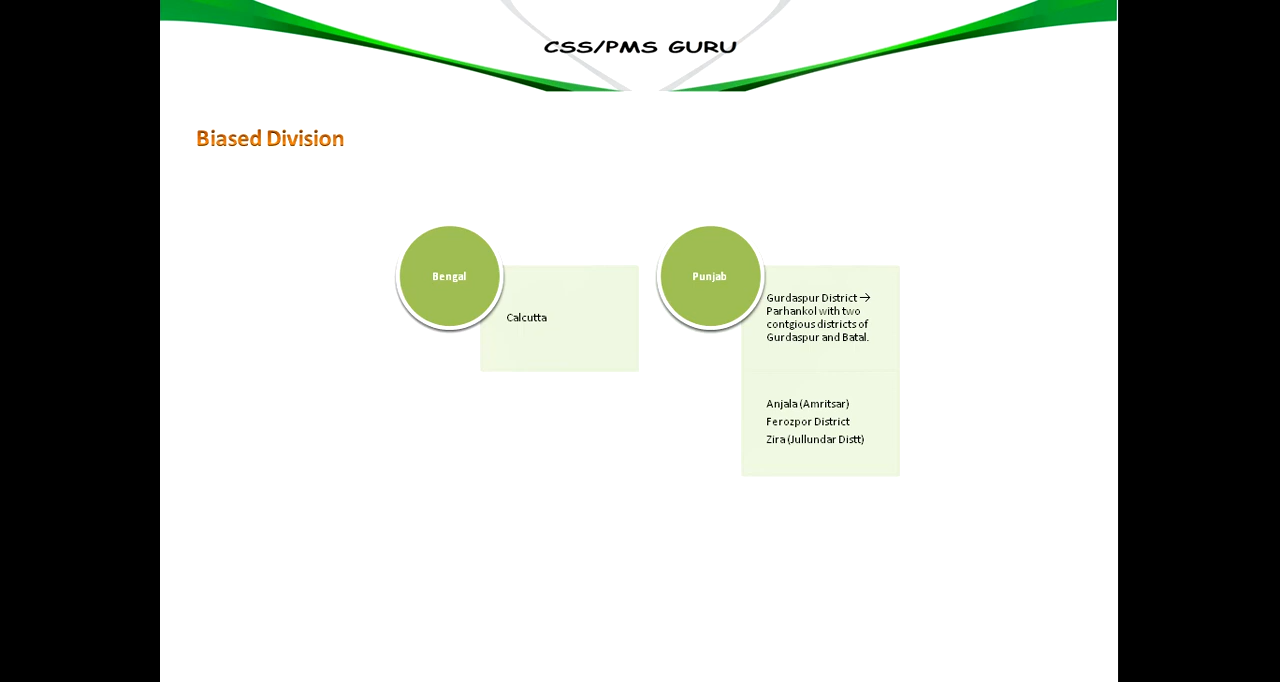 CSS/PMS GURU
Biased Division
Bengal
Calcutta
Punjab
Gurdaspur District →
Parhankol with two
contgious districts of
Gurdaspur and Batal.
Anjala (Amritsar)
Ferozpor District
Zira (Jullundar Distt)